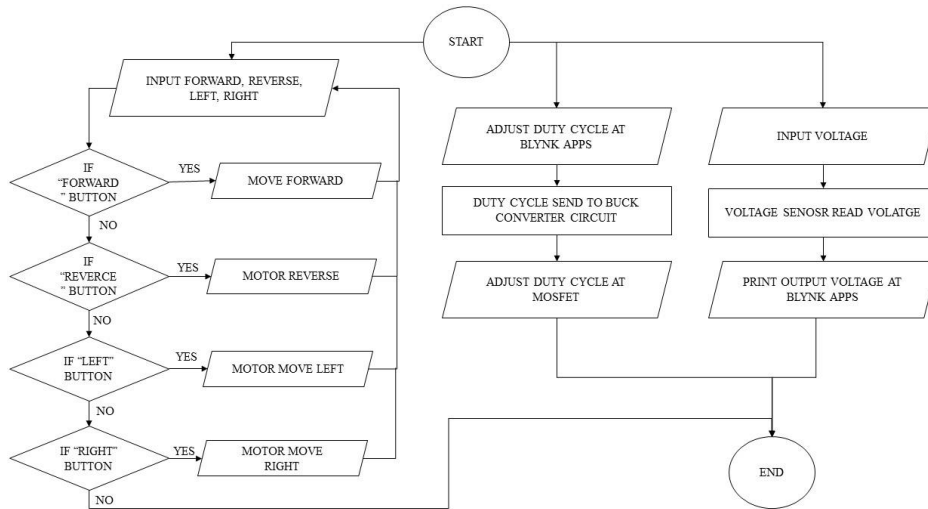 START
INPUT FORWARD, REVERSE,
LEFT, RIGHT
IF
“FORWARD
” BUTTON
YES
MOVE FORWARD
NO
IF
“REVERCE
” BUTTON
YES
MOTOR REVERSE
NO
IF “LEFT”
BUTTON
YES
MOTOR MOVE LEFT
NO
IF “RIGHT”
BUTTON
YES
MOTOR MOVE
RIGHT
NO
ADJUST DUTY CYCLE AT
BLYNK APPS
DUTY CYCLE SEND TO BUCK
CONVERTER CIRCUIT
ADJUST DUTY CYCLE AT
MOSFET
INPUT VOLTAGE
VOLTAGE SENOSR READ VOLATGE
PRINT OUTPUT VOLTAGE AT
BLYNK APPS
END